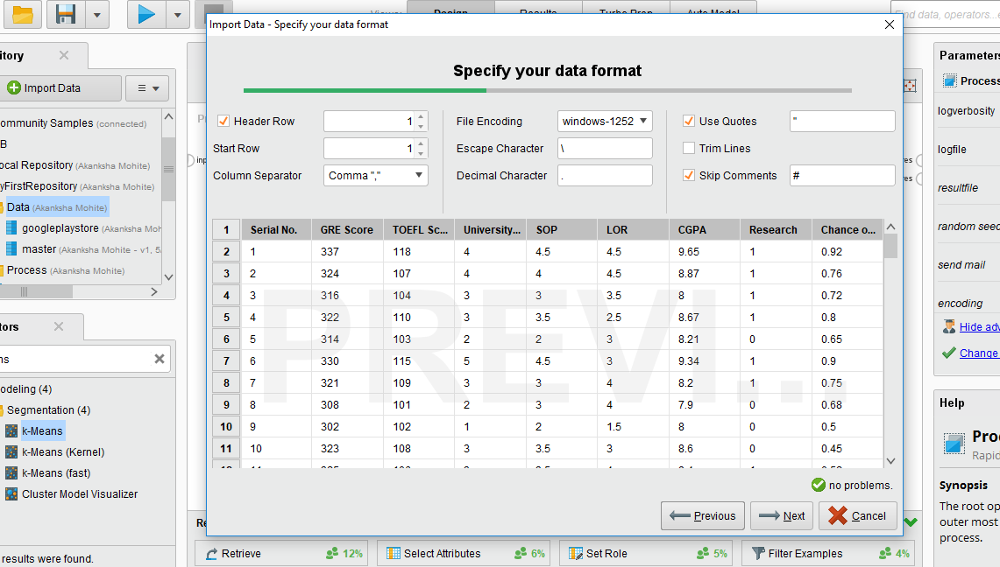 Views:
Design
Results
Turbo Prep
Auto Model
find data, operators...e
Import Data - Specify your data format
Specify your data format
Header Row
1
File Encoding
windows-1252
Use Quotes
"
Start Row
1
Escape Character
\
Trim Lines
Column Separator
Comma ","
Decimal Character
.
Skip Comments
#
1 Serial No. GRE Score TOEFL Sc... University... SOP LOR CGPA Research Chance o...
2 1 337 118 4 4.5 4.5 9.65 1 0.92
3 2 324 107 4 4 4.5 8.87 1 0.76
4 3 316 104 3 3 3.5 8 1 0.72
5 4 322 110 3 3.5 2.5 8.67 1 0.8
6 5 314 103 2 2 3 8.21 0 0.65
7 6 330 115 5 4.5 3 9.34 1 0.9
8 7 321 109 3 3 4 8.2 1 0.75
9 8 308 101 2 3 4 7.9 0 0.68
10 9 302 102 1 2 1.5 8 0 0.5
11 10 323 108 3 3.5 3 8.6 0 0.45
PREVI...
no problems.
Previous
Next
Cancel
itory
Import Data
ommunity Samples (connected)
B
ocal Repository (Akanksha Mohite)
yFirstRepository (Akanksha Mohite)
Data (Akanksha Mohite)
googleplaystore (Akanksha Moh
master (Akanksha Mohite - v1, 5/
Process (Akanksha Mohite)
tors
ns
odeling (4)
Segmentation (4)
k-Means
k-Means (Kernel)
k-Means (fast)
Cluster Model Visualizer
results were found.
inp
res
res
Re
Retrieve
12%
Select Attributes
6%
Set Role
5%
Filter Examples
4%
Parameters
Process
logverbosity
logfile
resultfile
random seed
send mail
encoding
Hide adv
Change
Help
Proc
Rapid
Synopsis
The root op
outer most
process.